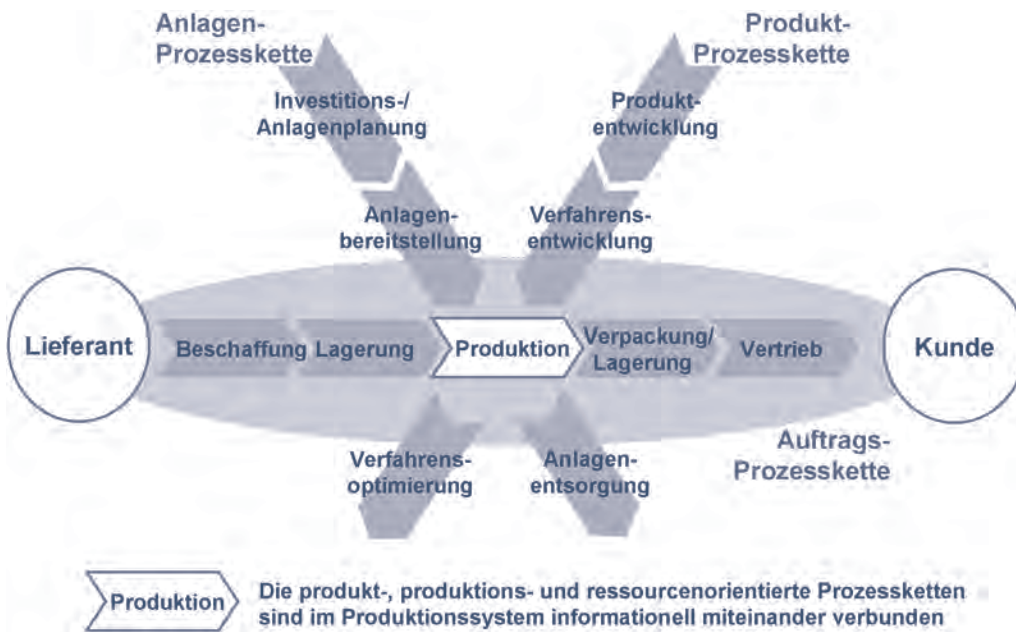 Anlagen-
Prozesskette
Produkt-
Prozesskette
Investitions-/
Anlagenplanung
Produkt-
entwicklung
Anlagen-
bereitstellung
Verfahrens-
entwicklung
Lieferant
Beschaffung
Lagerung
Produktion
Verpackung/
Lagerung
Vertrieb
Kunde
Verfahrens-
optimierung
Anlagen-
entsorgung
Auftrags-
Prozesskette
Produktion
Die produkt-, produktions- und ressourcenorientierte Prozessketten
sind im Produktionssystem informationell miteinander verbunden